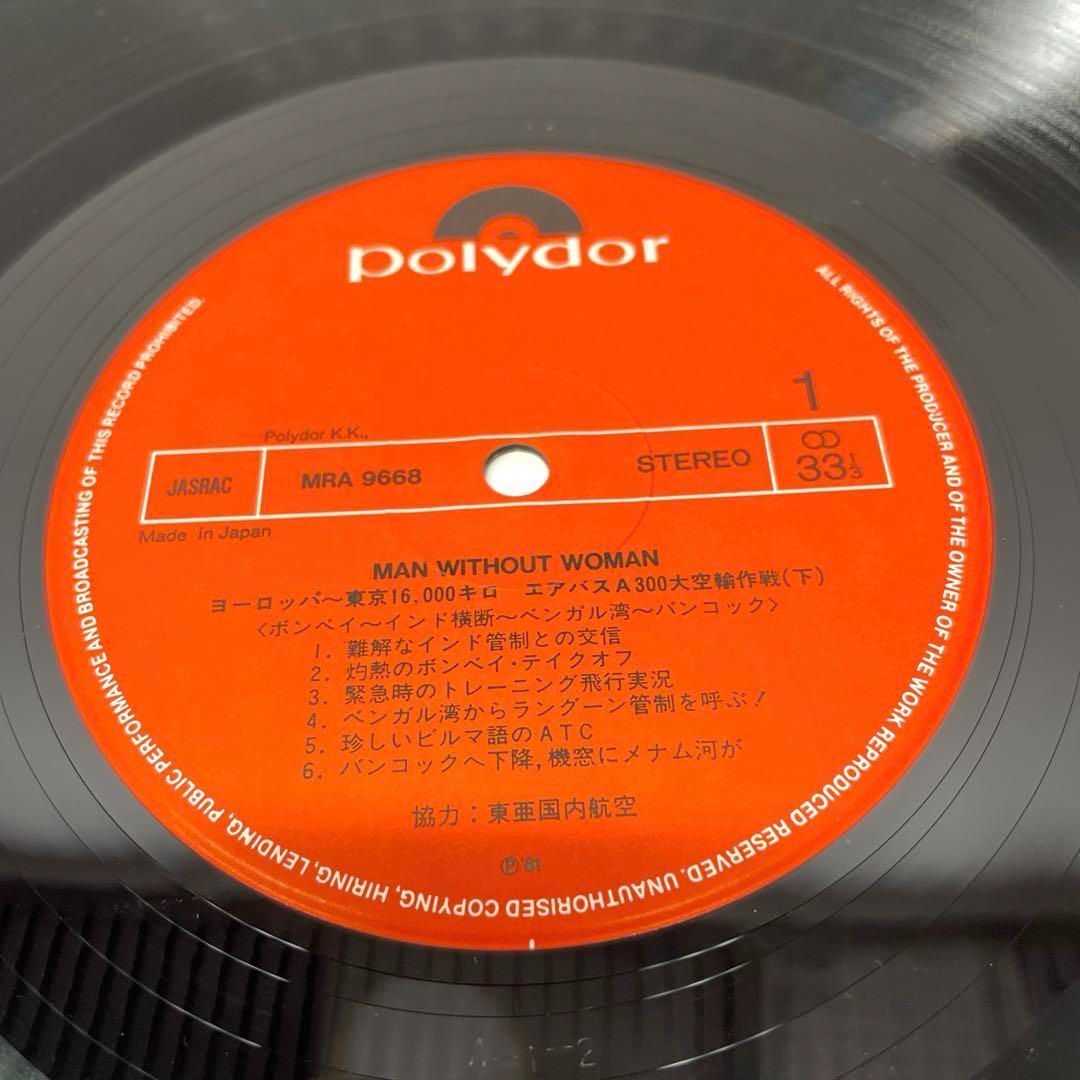 polydor
1
Polydor K.K.,
JASRAC
MRA 9668
STEREO
33 1/3
Made in Japan
MAN WITHOUT WOMAN
ヨーロッパ〜東京16,000キロ エアバスA300大空輸作戦(下)
〈ボンベイ〜インド横断〜ベンガル湾〜バンコック〉
1. 難解なインド管制との交信
2. 灼熱のボンベイ・テイクオフ
3. 緊急時のトレーニング飛行実況
4. ベンガル湾からラングーン管制を呼ぶ!
5. 珍しいビルマ語のATC
6. バンコックへ下降,機窓にメナム河が
協力:東亜国内航空
Ⓟ'81
ALL RIGHTS OF THE PRODUCER AND OF THE OWNER OF THE WORK REPRODUCED RESERVED. UNAUTHORISED COPYING, HIRING, LENDING, PUBLIC PERFORMANCE AND BROADCASTING OF THIS RECORD PROHIBITED.